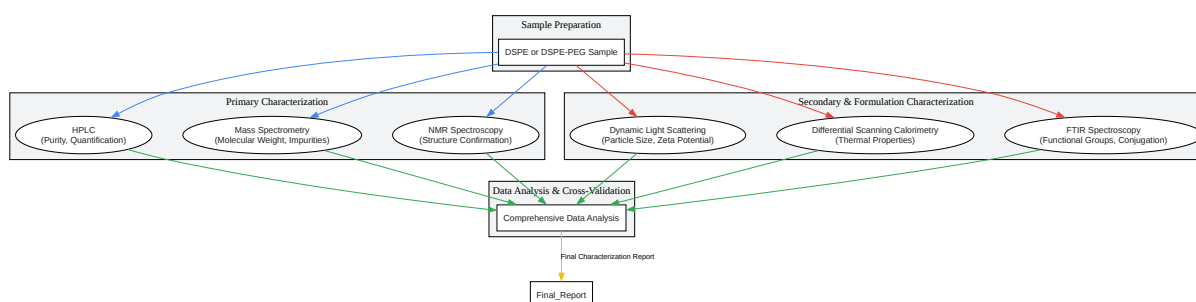 Sample Preparation
DSPE or DSPE-PEG Sample
Primary Characterization
Secondary & Formulation Characterization
HPLC
(Purity, Quantification)
Mass Spectrometry
(Molecular Weight, Impurities)
NMR Spectroscopy
(Structure Confirmation)
Dynamic Light Scattering
(Particle Size, Zeta Potential)
Differential Scanning Calorimetry
(Thermal Properties)
FTIR Spectroscopy
(Functional Groups, Conjugation)
Data Analysis & Cross-Validation
Comprehensive Data Analysis
Final Characterization Report
Final_Report